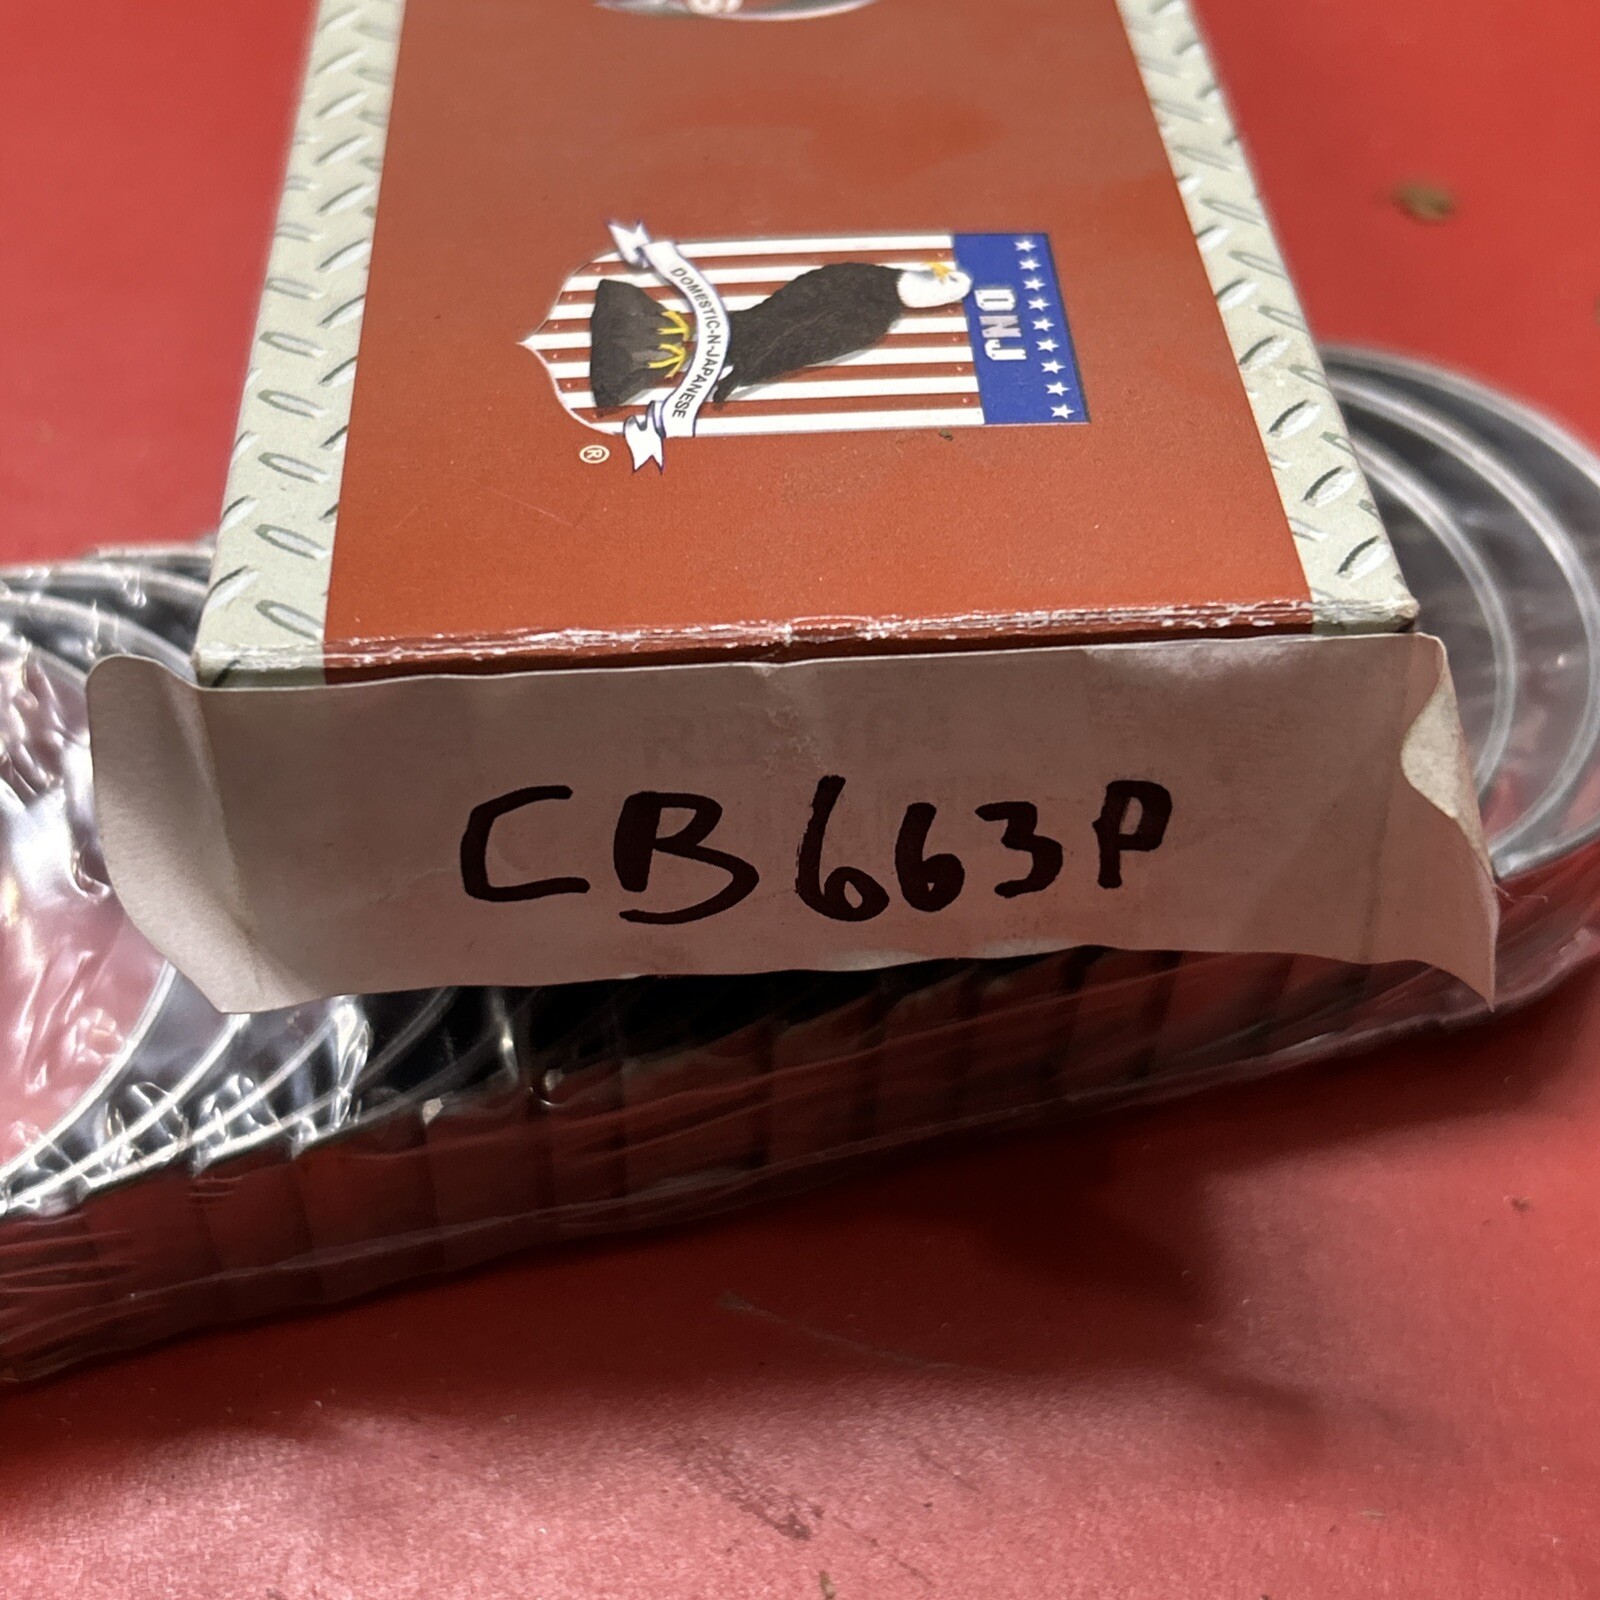 DNJ
DOMESTIC-N-JAPANESE
®
CB663P